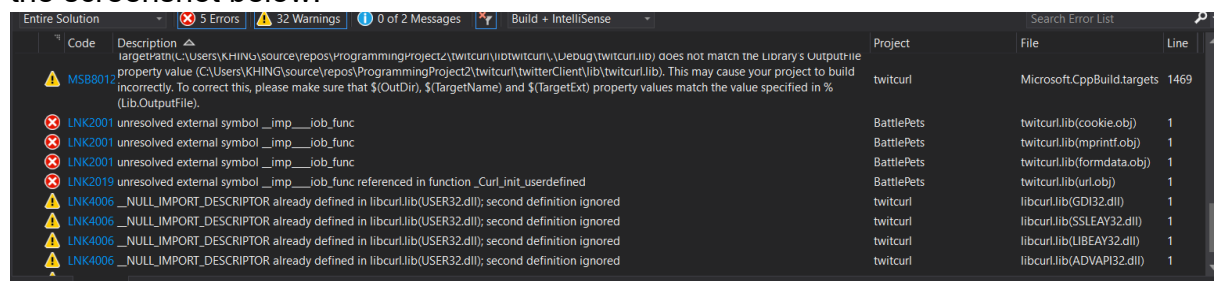 the screenshot below.
Entire Solution 5 Errors 32 Warnings 0 of 2 Messages Build + IntelliSense Search Error List
Code Description Project File Line
TargetPath(C:\Users\KHING\source\repos\ProgrammingProject2\twitcurl\libtwitcurl\.\Debug\twitcurl.lib) does not match the Library's OutputFile
MSB8012 property value (C:\Users\KHING\source\repos\ProgrammingProject2\twitcurl\twitterClient\lib\twitcurl.lib). This may cause your project to build incorrectly. To correct this, please make sure that $(OutDir), $(TargetName) and $(TargetExt) property values match the value specified in % (Lib.OutputFile). twitcurl Microsoft.CppBuild.targets 1469
LNK2001 unresolved external symbol __imp___iob_func BattlePets twitcurl.lib(cookie.obj) 1
LNK2001 unresolved external symbol __imp___iob_func BattlePets twitcurl.lib(mprintf.obj) 1
LNK2001 unresolved external symbol __imp___iob_func BattlePets twitcurl.lib(formdata.obj) 1
LNK2019 unresolved external symbol __imp___iob_func referenced in function _Curl_init_userdefined BattlePets twitcurl.lib(url.obj) 1
LNK4006 __NULL_IMPORT_DESCRIPTOR already defined in libcurl.lib(USER32.dll); second definition ignored twitcurl libcurl.lib(GDI32.dll) 1
LNK4006 __NULL_IMPORT_DESCRIPTOR already defined in libcurl.lib(USER32.dll); second definition ignored twitcurl libcurl.lib(SSLEAY32.dll) 1
LNK4006 __NULL_IMPORT_DESCRIPTOR already defined in libcurl.lib(USER32.dll); second definition ignored twitcurl libcurl.lib(LIBEAY32.dll) 1
LNK4006 __NULL_IMPORT_DESCRIPTOR already defined in libcurl.lib(USER32.dll); second definition ignored twitcurl libcurl.lib(ADVAPI32.dll) 1